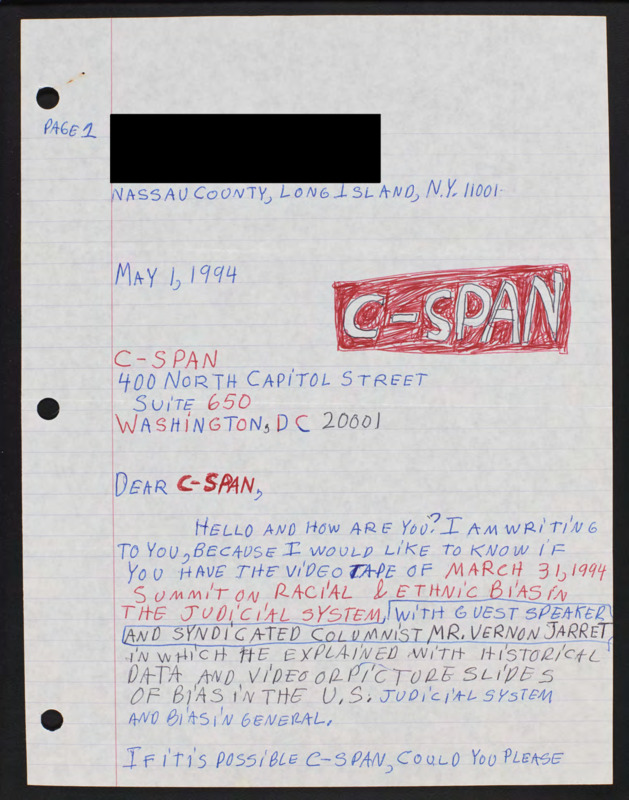 PAGE 1
NASSAU COUNTY, LONG ISLAND, N.Y. 11001
MAY 1, 1994
C-SPAN
C-SPAN
400 NORTH CAPITOL STREET
SUITE 650
WASHINGTON, DC 20001
DEAR C-SPAN,
HELLO AND HOW ARE YOU? I AM WRITING
TO YOU, BECAUSE I WOULD LIKE TO KNOW IF
YOU HAVE THE VIDEO TAPE OF MARCH 31, 1994
SUMMIT ON RACIAL & ETHNIC BIAS IN
THE JUDICIAL SYSTEM, WITH GUEST SPEAKER
AND SYNDICATED COLUMNIST MR. VERNON JARRET
IN WHICH HE EXPLAINED WITH HISTORICAL
DATA AND VIDEO OR PICTURE SLIDES
OF BIAS IN THE U.S. JUDICIAL SYSTEM
AND BIAS IN GENERAL.
IF IT IS POSSIBLE C-SPAN, COULD YOU PLEASE